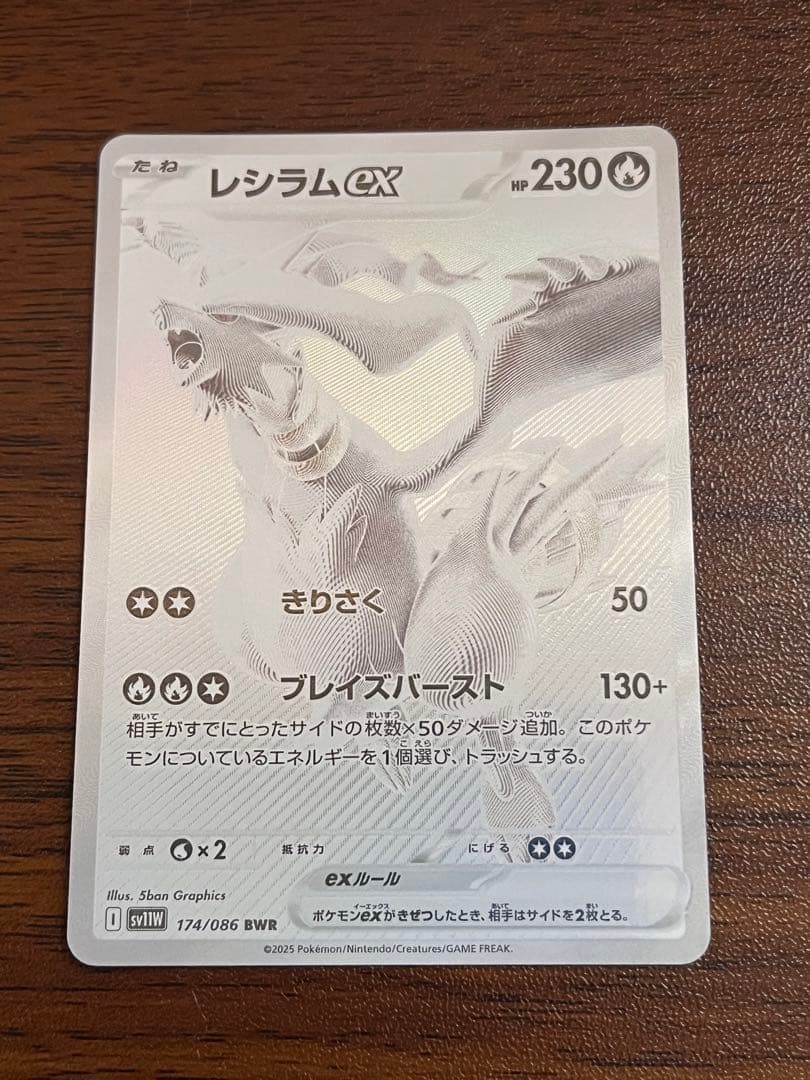 たね
レシラムex
HP230
きりさく 50
ブレイズバースト 130+
相手がすでにとったサイドの枚数×50ダメージ追加。このポケ
モンについているエネルギーを1個選び、トラッシュする。
弱点 ×2 抵抗力 にげる
exルール
ポケモンexがきぜつしたとき、相手はサイドを2枚とる。
Illus. 5ban Graphics
I sv11W 174/086 BWR
©2025 Pokémon/Nintendo/Creatures/GAME FREAK.